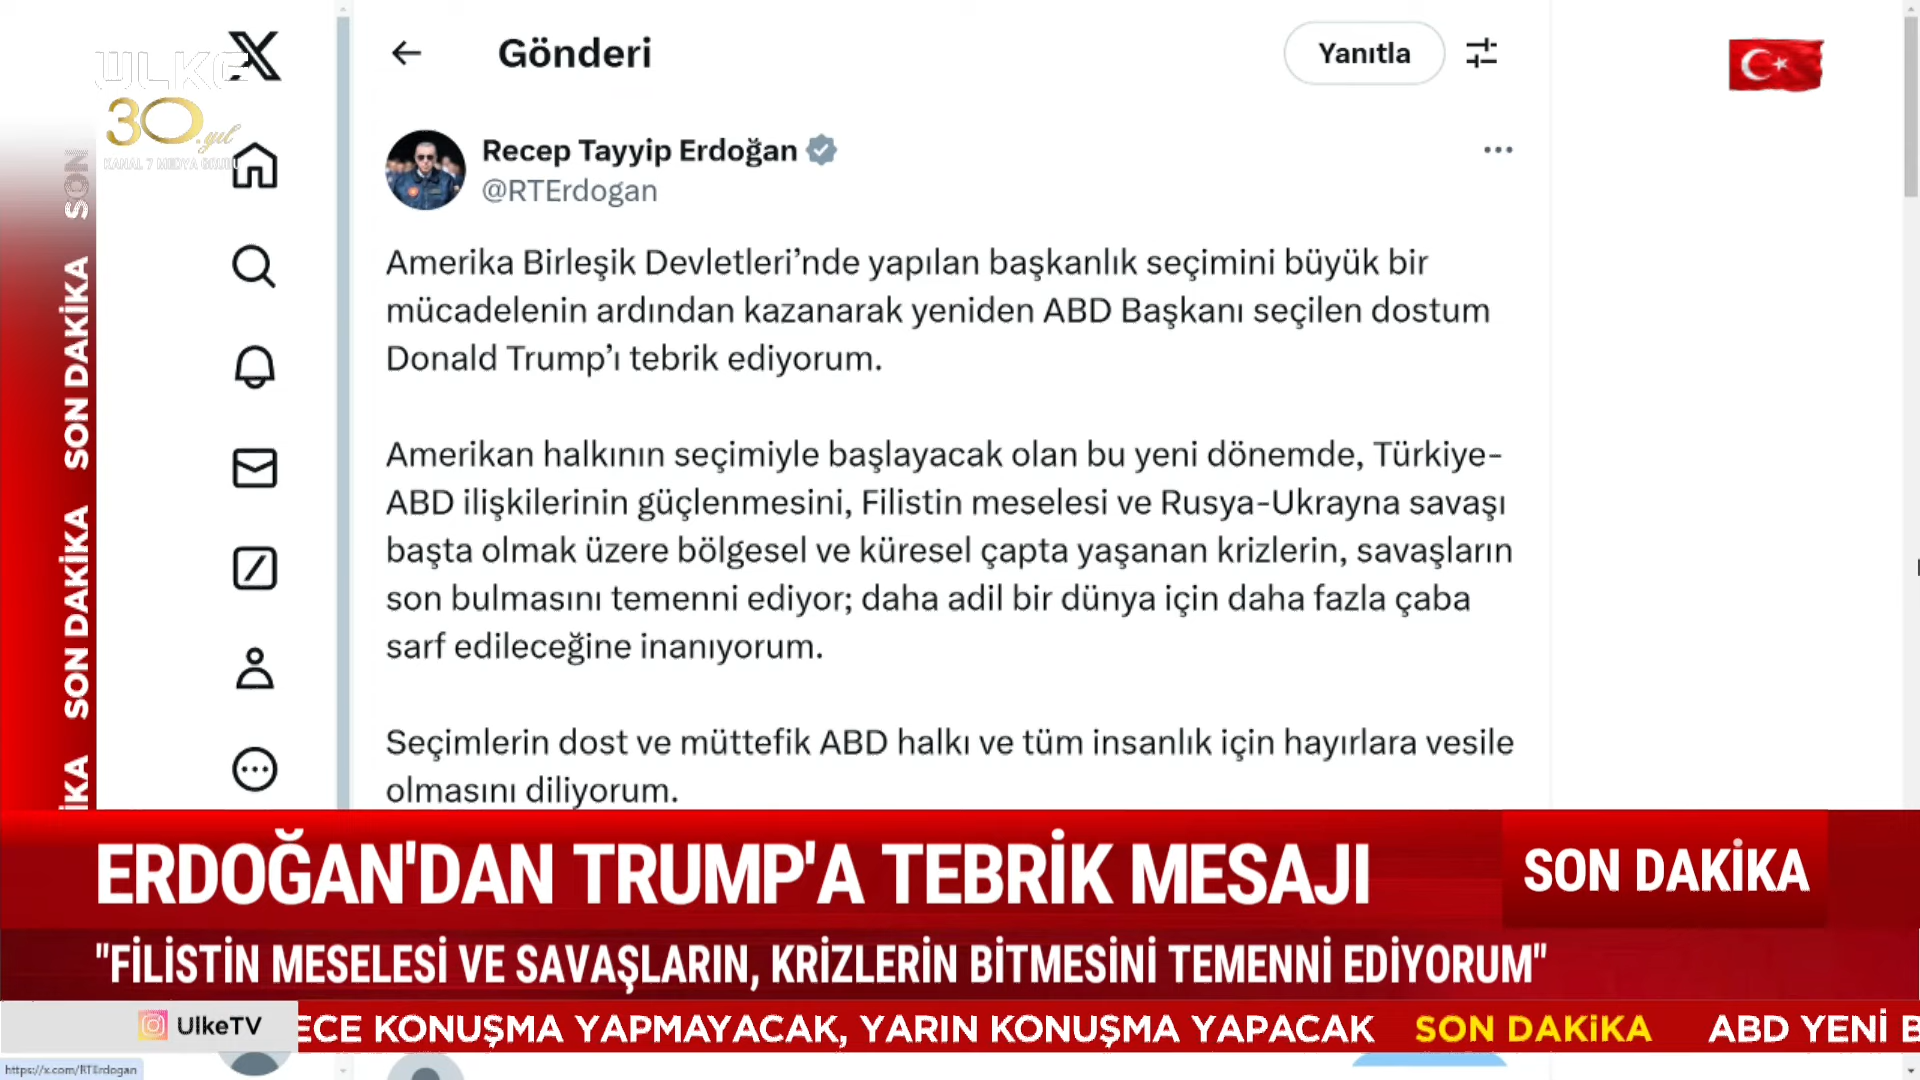 ULKE
30.yıl
KANAL 7 MEDYA GRUBU
Gönderi
Yanıtla
Recep Tayyip Erdoğan
@RTErdogan
Amerika Birleşik Devletleri’nde yapılan başkanlık seçimini büyük bir
mücadelenin ardından kazanarak yeniden ABD Başkanı seçilen dostum
Donald Trump’ı tebrik ediyorum.
Amerikan halkının seçimiyle başlayacak olan bu yeni dönemde, Türkiye-
ABD ilişkilerinin güçlenmesini, Filistin meselesi ve Rusya-Ukrayna savaşı
başta olmak üzere bölgesel ve küresel çapta yaşanan krizlerin, savaşların
son bulmasını temenni ediyor; daha adil bir dünya için daha fazla çaba
sarf edileceğine inanıyorum.
Seçimlerin dost ve müttefik ABD halkı ve tüm insanlık için hayırlara vesile
olmasını diliyorum.
SON
SON DAKİKA
SON DAKİKA
İKA
ERDOĞAN'DAN TRUMP'A TEBRİK MESAJI
SON DAKİKA
"FİLİSTİN MESELESİ VE SAVAŞLARIN, KRİZLERİN BİTMESİNİ TEMENNİ EDİYORUM"
UlkeTV
ECE KONUŞMA YAPMAYACAK, YARIN KONUŞMA YAPACAK SON DAKİKA ABD YENİ B
https://x.com/RTErdogan